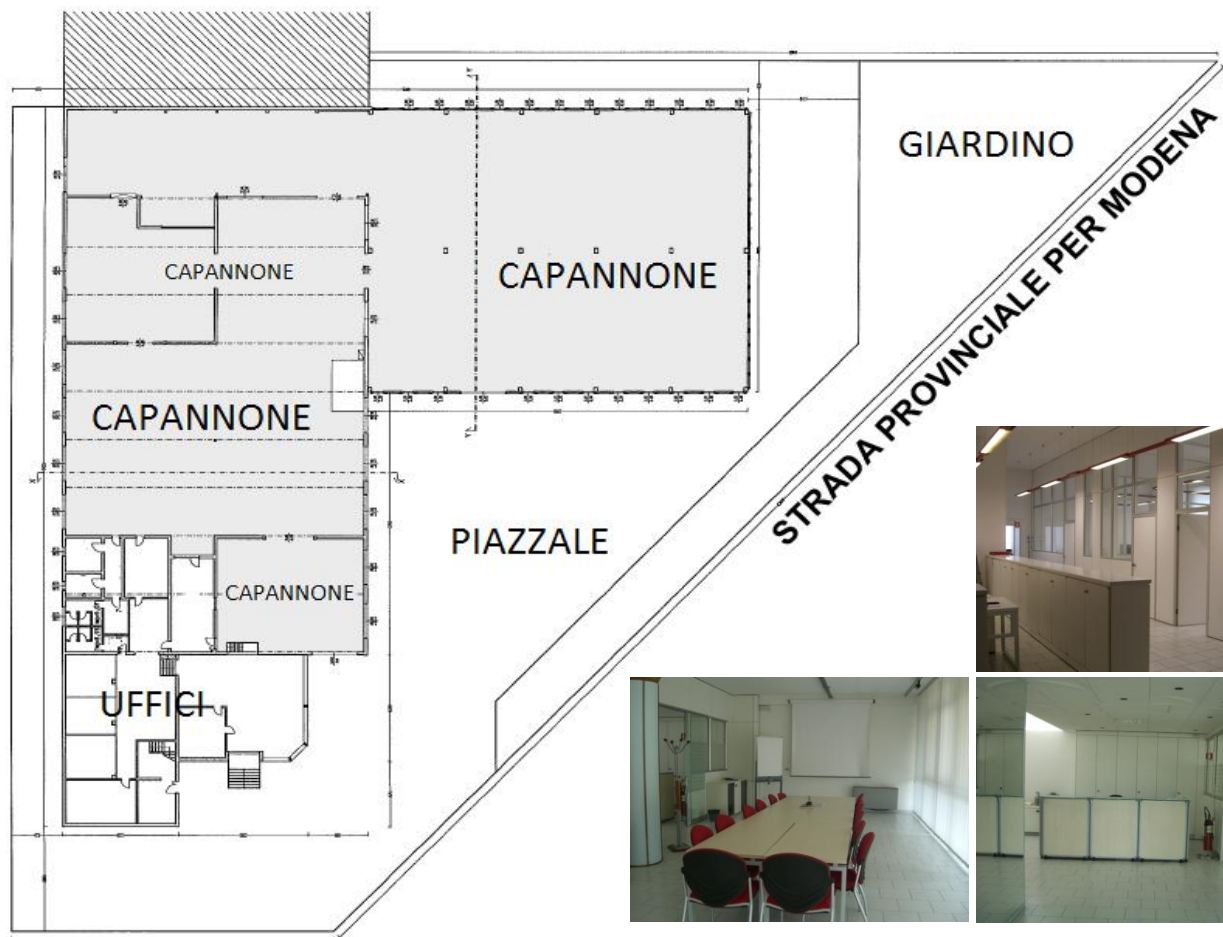 GIARDINO
CAPANNONE
CAPANNONE
CAPANNONE
STRADA PROVINCIALE PER MODENA
PIAZZALE
CAPANNONE
UFFICI